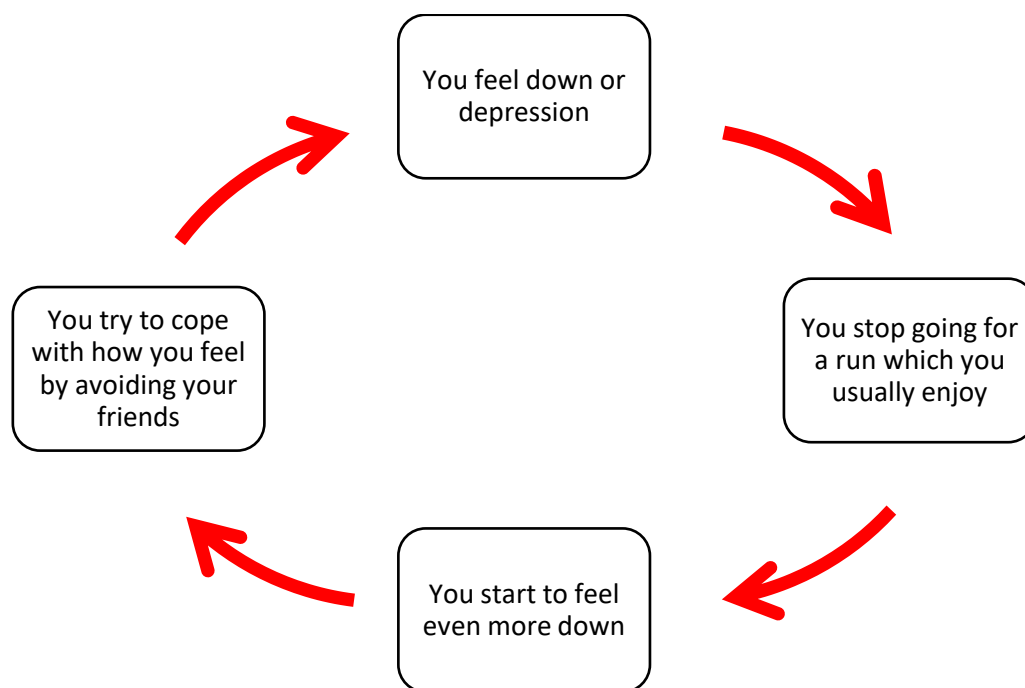 You feel down or
depression
You stop going for
a run which you
usually enjoy
You start to feel
even more down
You try to cope
with how you feel
by avoiding your
friends